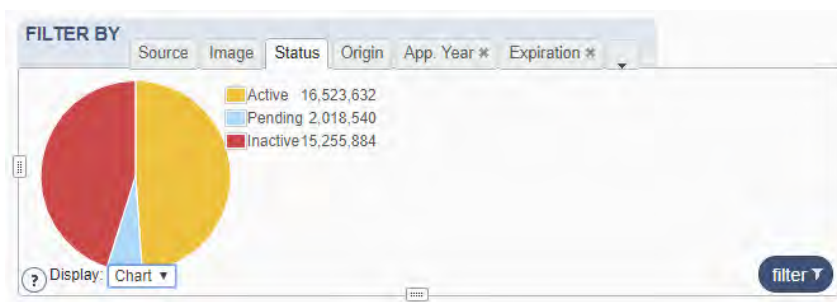 FILTER BY
Source Image Status Origin App. Year × Expiration ×
Active 16,523,632
Pending 2,018,540
Inactive 15,255,884
? Display: Chart
filter